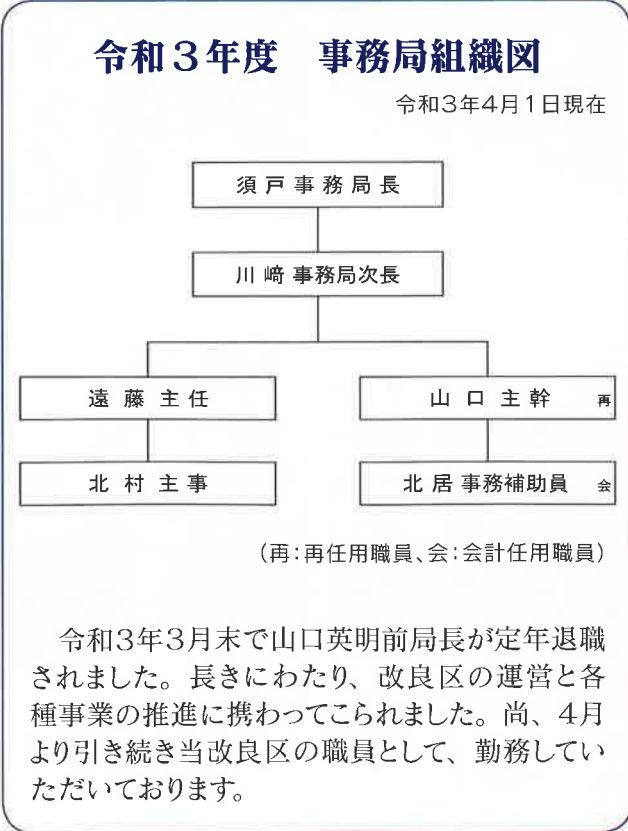 令和3年度　事務局組織図
令和3年4月1日現在
須戸事務局長
川﨑 事務局次長
遠藤主任
山口主幹 再
北村主事
北居 事務補助員 会
（再：再任用職員、会：会計任用職員）
令和3年3月末で山口英明前局長が定年退職
されました。長きにわたり、改良区の運営と各
種事業の推進に携わってこられました。尚、4月
より引き続き当改良区の職員として、勤務してい
ただいております。